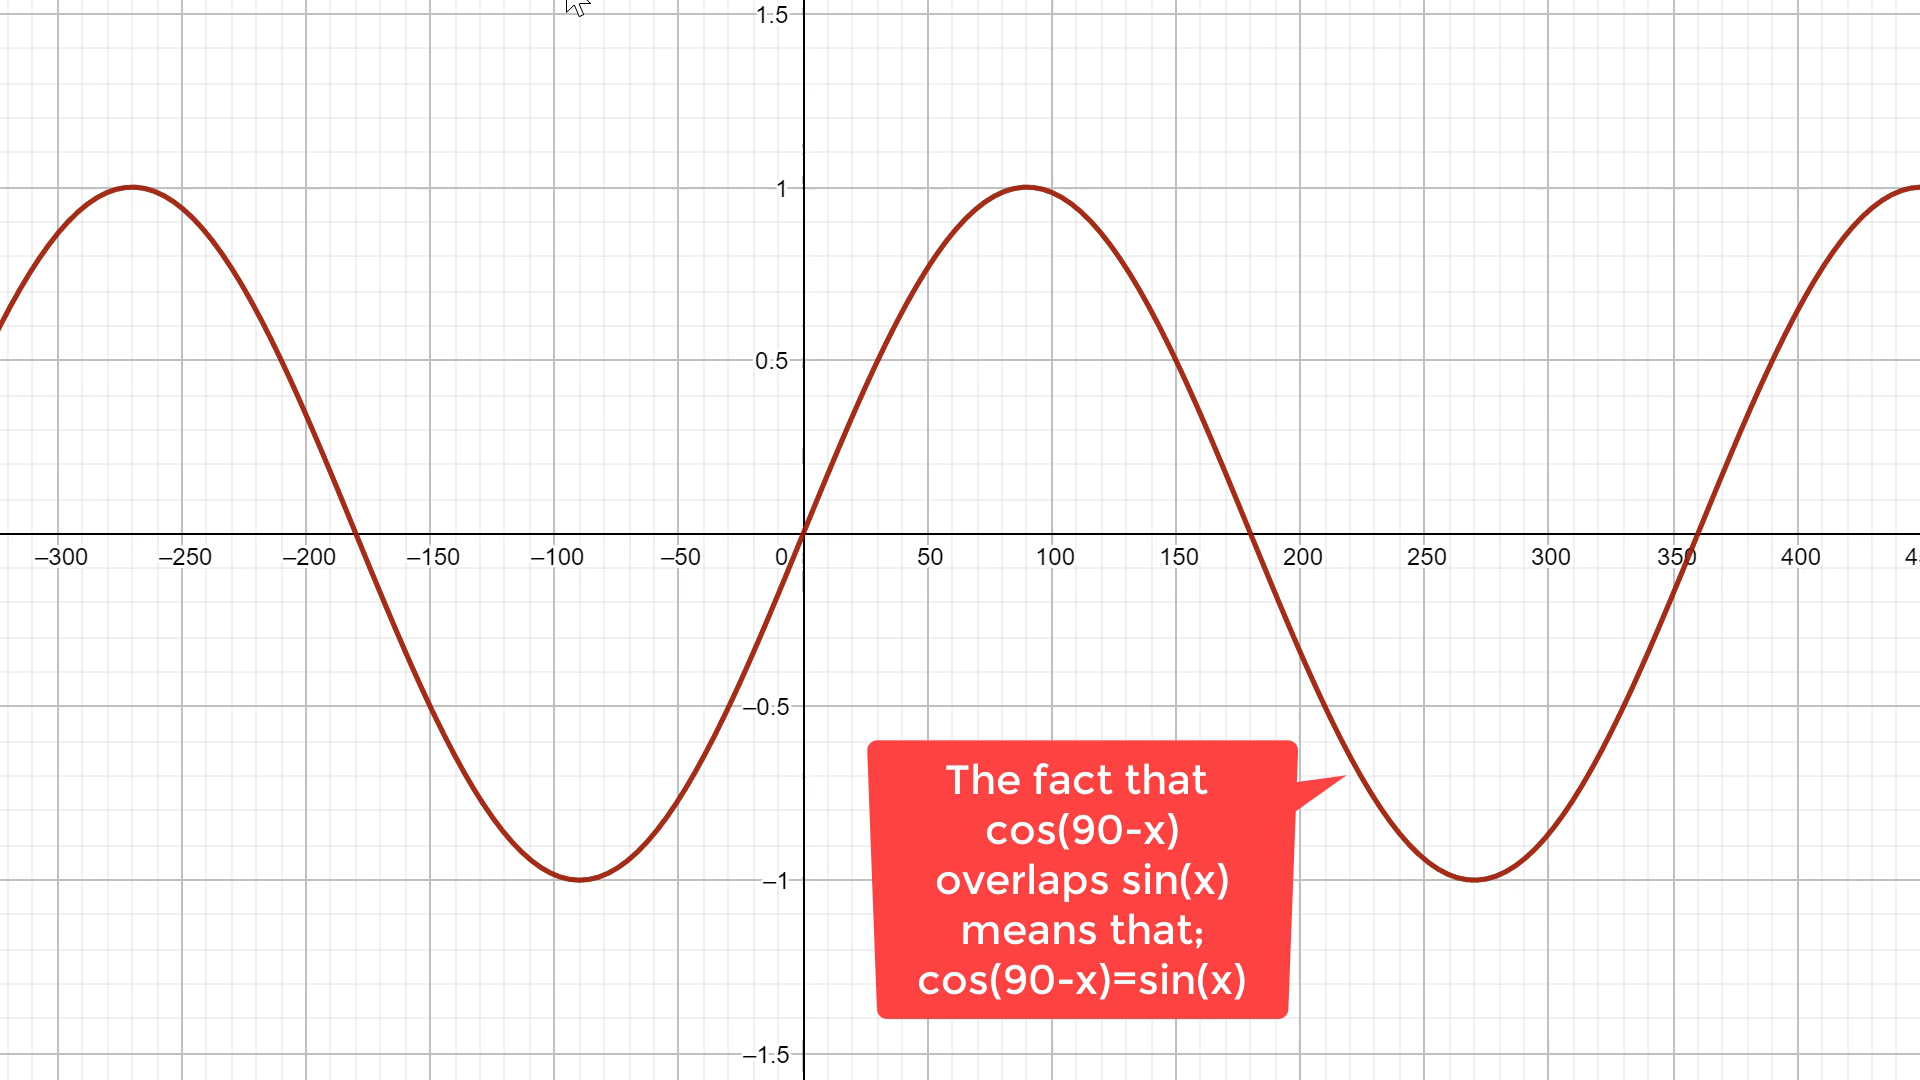 1.5
1
0.5
–300 –250 –200 –150 –100 –50 0 50 100 150 200 250 300 350 400
–0.5
–1
–1.5
The fact that
cos(90-x)
overlaps sin(x)
means that;
cos(90-x)=sin(x)